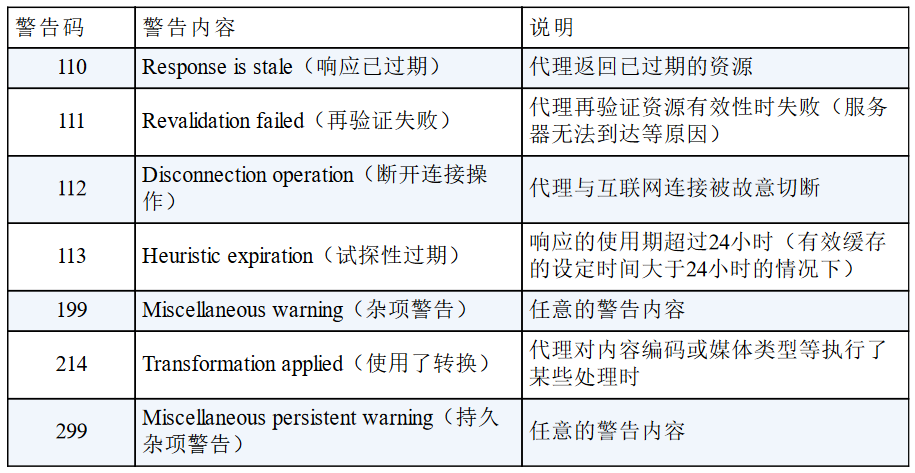 警告码 警告内容 说明
110 Response is stale（响应已过期） 代理返回已过期的资源
111 Revalidation failed（再验证失败） 代理再验证资源有效性时失败（服
务器无法到达等原因）
112 Disconnection operation（断开连接操
作） 代理与互联网连接被故意切断
113 Heuristic expiration（试探性过期） 响应的使用期超过24小时（有效缓存
的设定时间大于24小时的情况下）
199 Miscellaneous warning（杂项警告） 任意的警告内容
214 Transformation applied（使用了转换） 代理对内容编码或媒体类型等执行了
某些处理时
299 Miscellaneous persistent warning（持久
杂项警告） 任意的警告内容